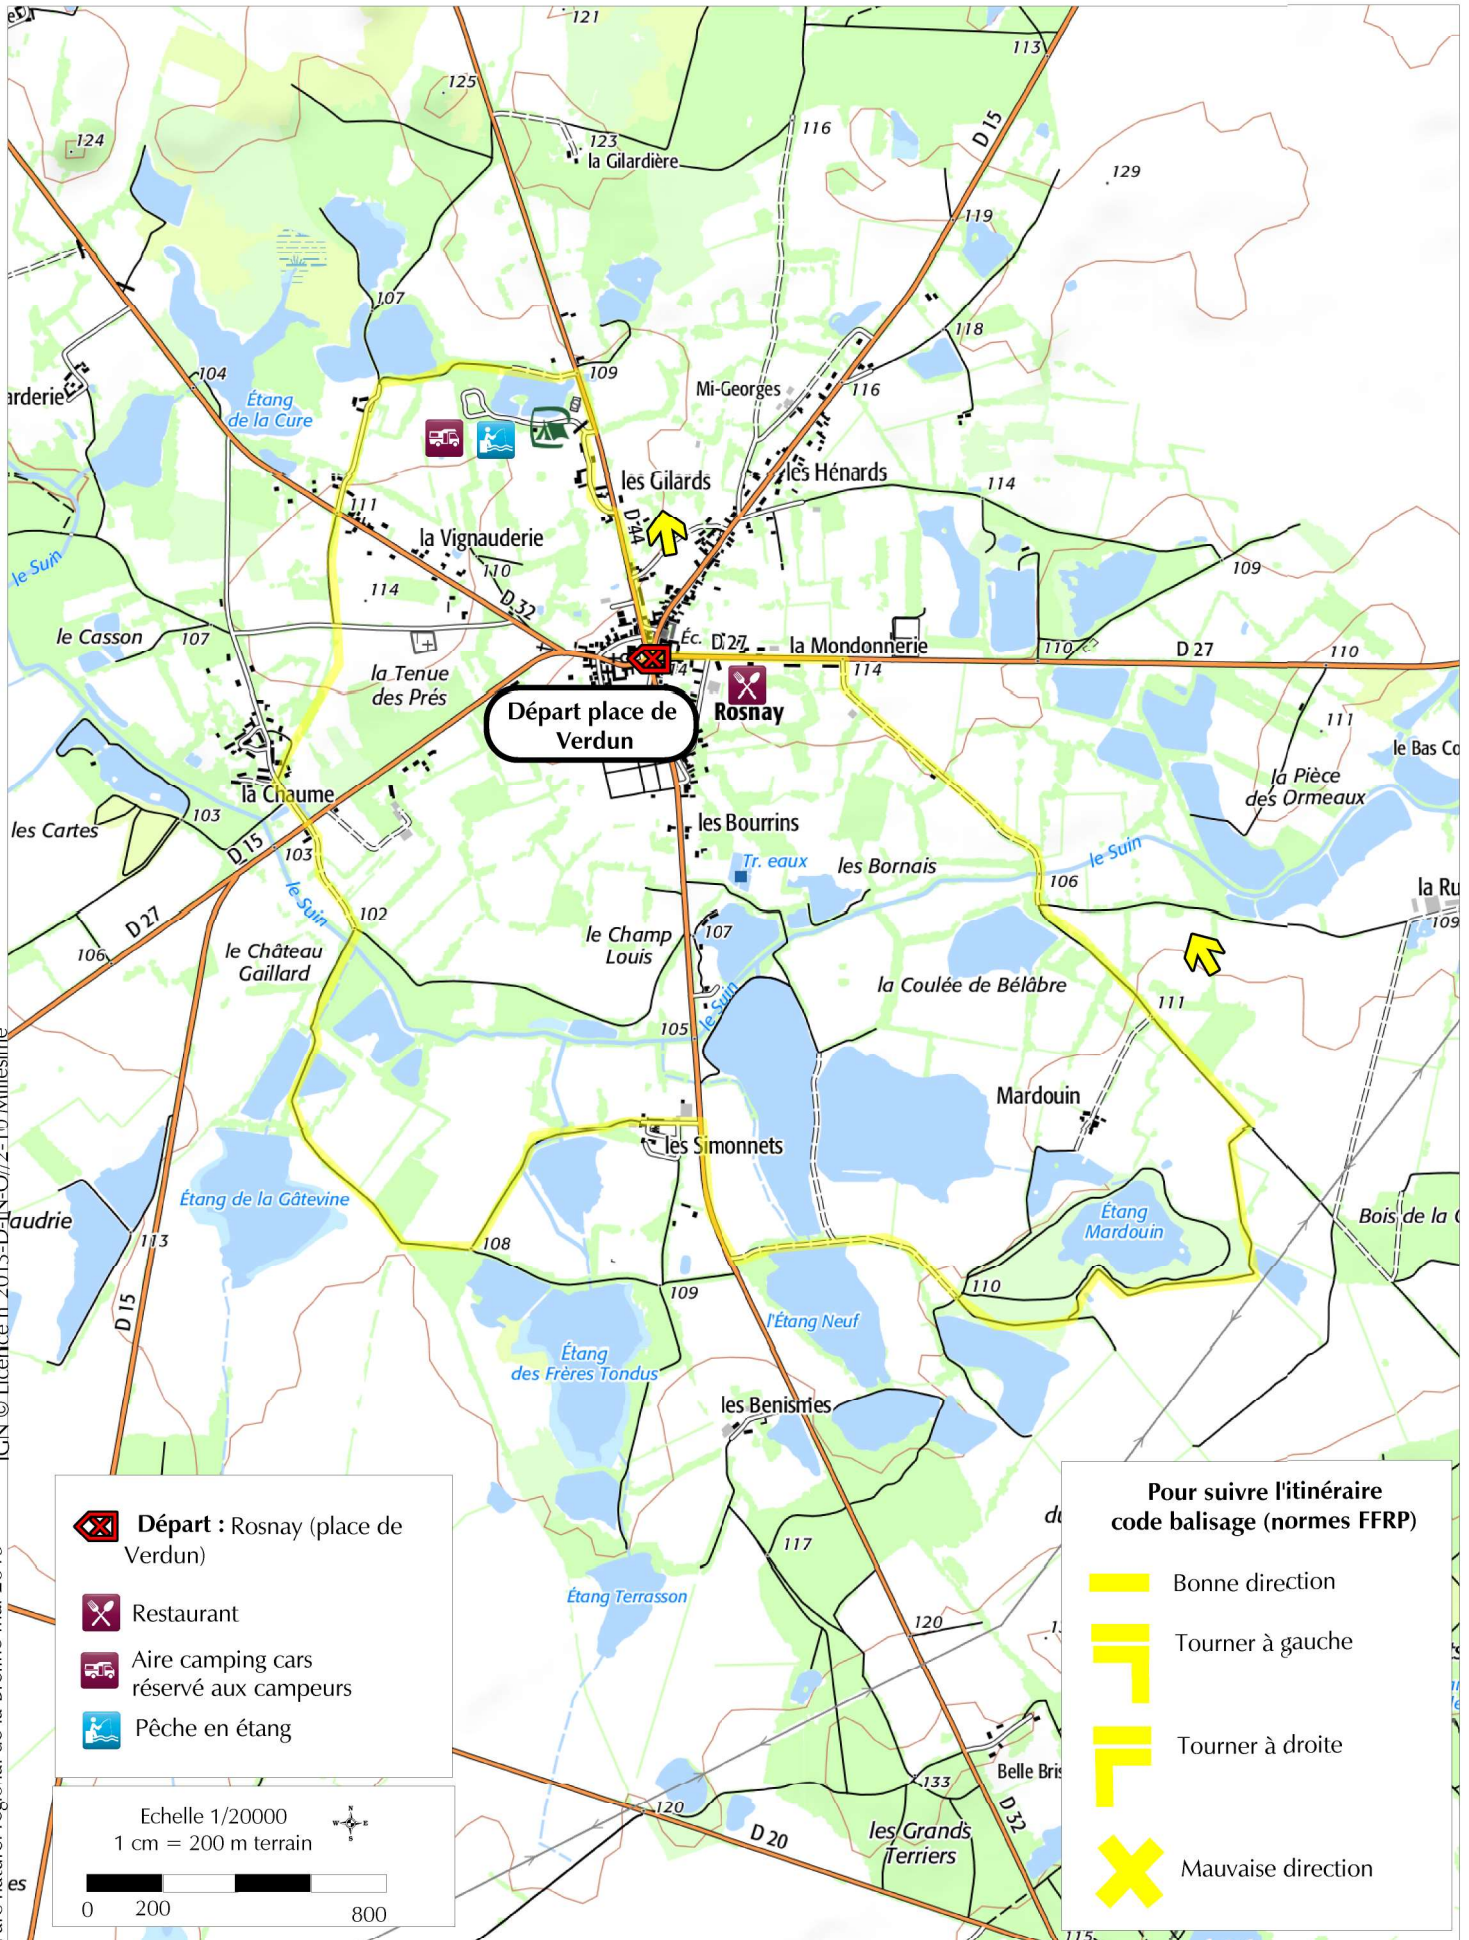 121
113
125
124
123
la Gilardière
116
D 15
129
119
107
118
109
104
Mi-Georges
116
arderie
Étang
de la Cure
les Gilards
les Hénards
111
114
D 44
la Vignauderie
110
le Suin
109
114
D 32
le Casson
107
Éc.
D 27
la Mondonnerie
110
D 27
110
la Tenue
des Prés
14
114
Départ place de
Verdun
Rosnay
111
le Bas Co
la Pièce
des Ormeaux
la Chaume
les Cartes
103
les Bourrins
D 15
103
Tr. eaux
les Bornais
le Suin
106
la Ru
le Suin
102
109
D 27
le Champ
Louis
107
106
le Château
Gaillard
la Coulée de Bélâbre
111
le Suin
105
Mardouin
les Simonnets
Étang de la Gâtevine
Étang
Mardouin
audrie
Bois de la
113
108
109
110
D 15
l'Étang Neuf
Étang
des Frères Tondus
les Benismes
117
Étang Terrasson
120
Belle Bris
133
D 32
120
D 20
les Grands
Terriers
115
es
Départ : Rosnay (place de
Verdun)
Restaurant
Aire camping cars
réservé aux campeurs
Pêche en étang
Echelle 1/20000
1 cm = 200 m terrain
N
W E
S
0 200 800
Pour suivre l'itinéraire
code balisage (normes FFRP)
Bonne direction
Tourner à gauche
Tourner à droite
Mauvaise direction